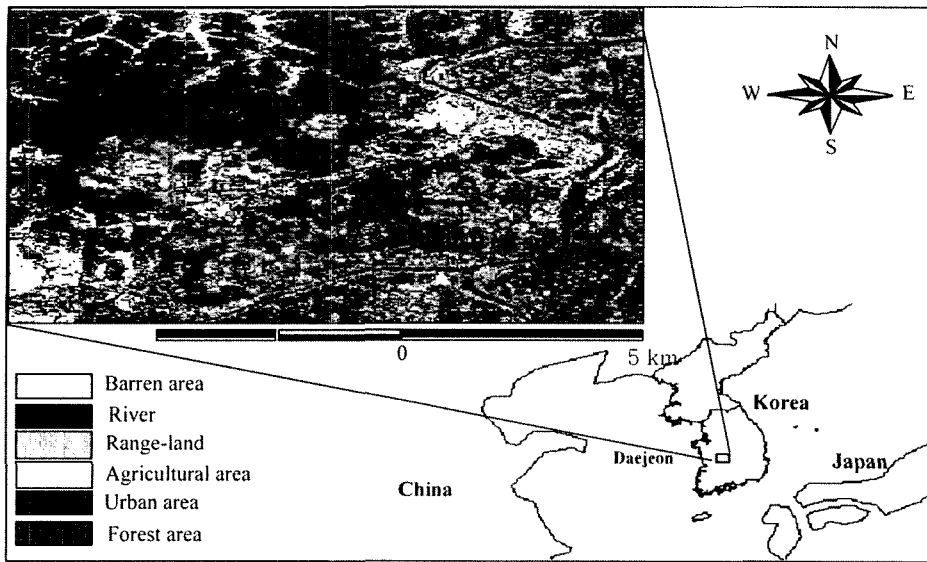 N
W E
S
0
5 km
Barren area
River
Range-land
Agricultural area
Urban area
Forest area
Korea
Daejeon
Japan
China